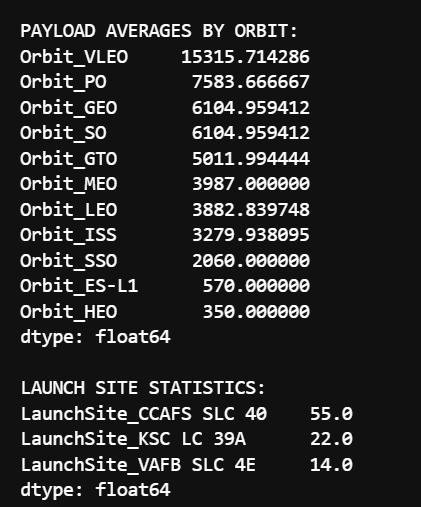 PAYLOAD AVERAGES BY ORBIT:
Orbit_VLEO     15315.714286
Orbit_PO        7583.666667
Orbit_GEO       6104.959412
Orbit_SO        6104.959412
Orbit_GTO       5011.994444
Orbit_MEO       3987.000000
Orbit_LEO       3882.839748
Orbit_ISS       3279.938095
Orbit_SSO       2060.000000
Orbit_ES-L1      570.000000
Orbit_HEO        350.000000
dtype: float64

LAUNCH SITE STATISTICS:
LaunchSite_CCAFS SLC 40    55.0
LaunchSite_KSC LC 39A      22.0
LaunchSite_VAFB SLC 4E     14.0
dtype: float64